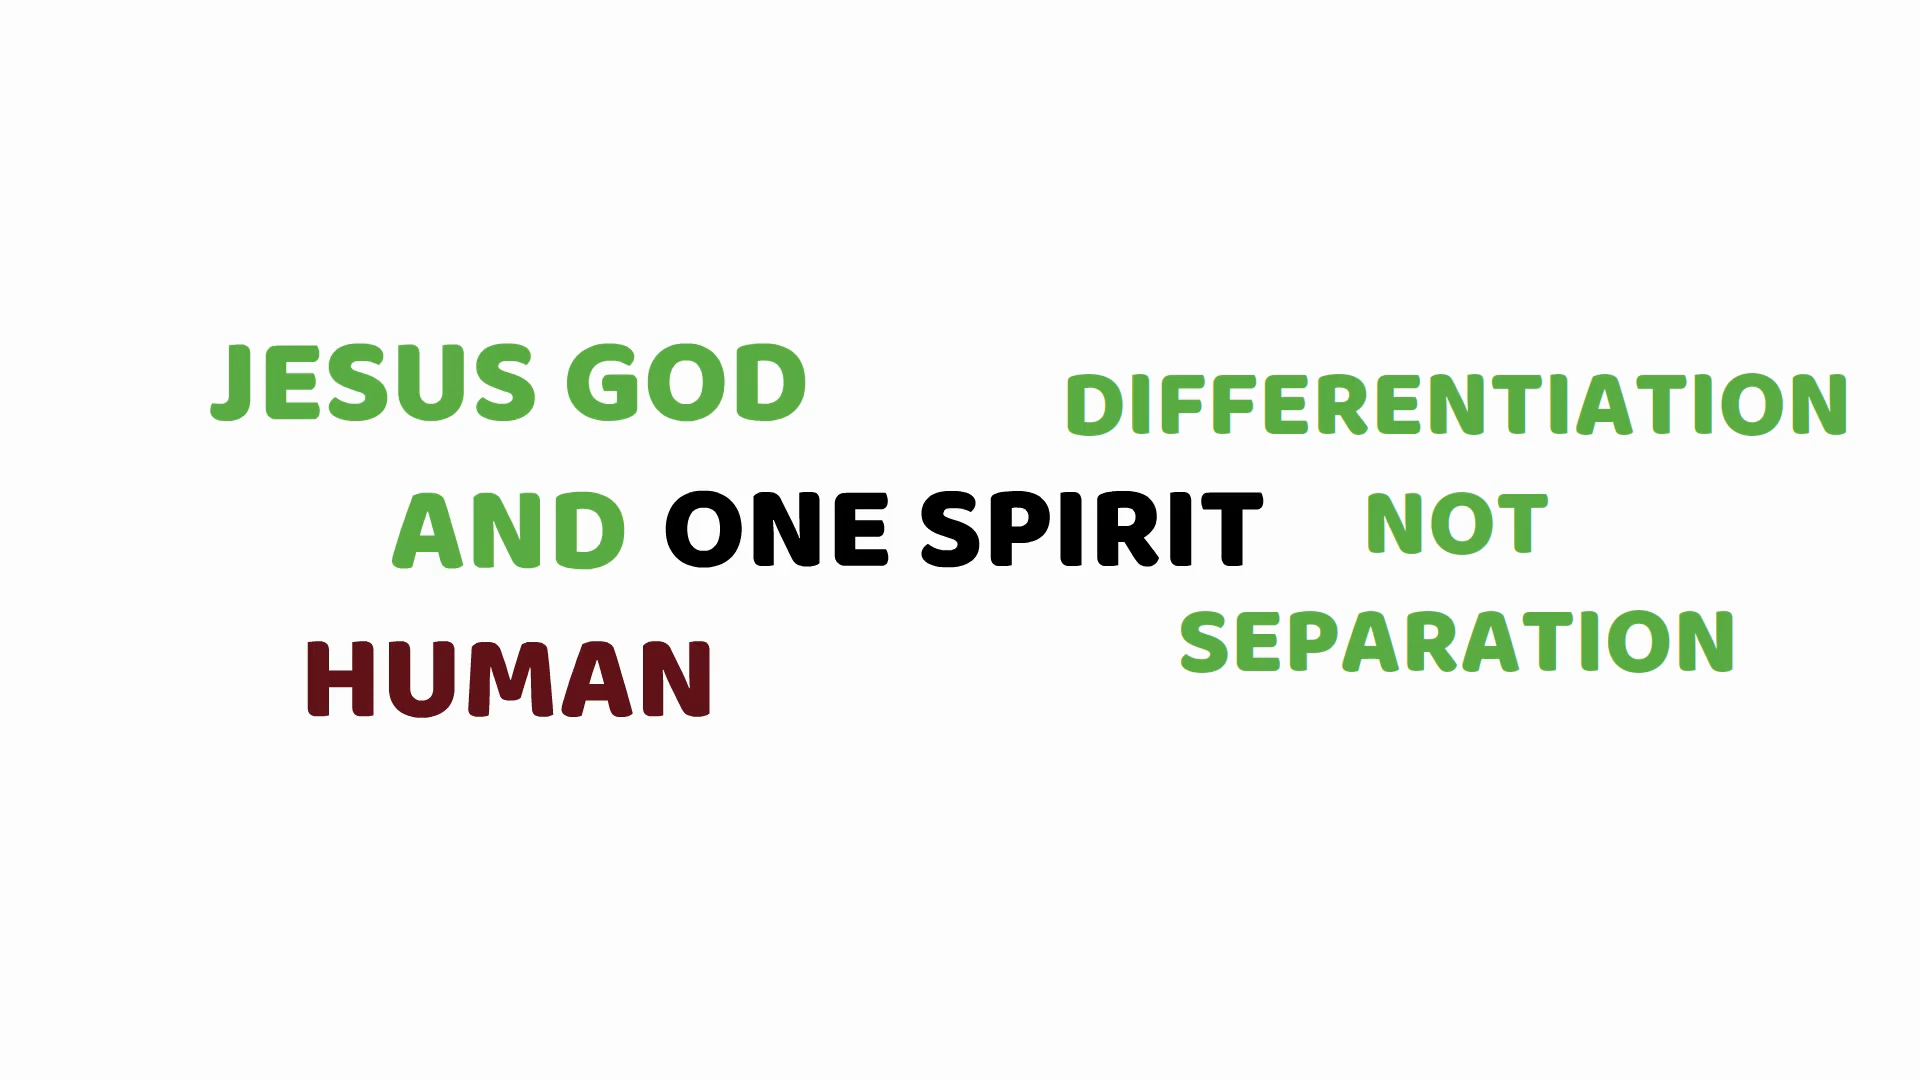 JESUS GOD
AND
HUMAN
ONE SPIRIT
DIFFERENTIATION
NOT
SEPARATION